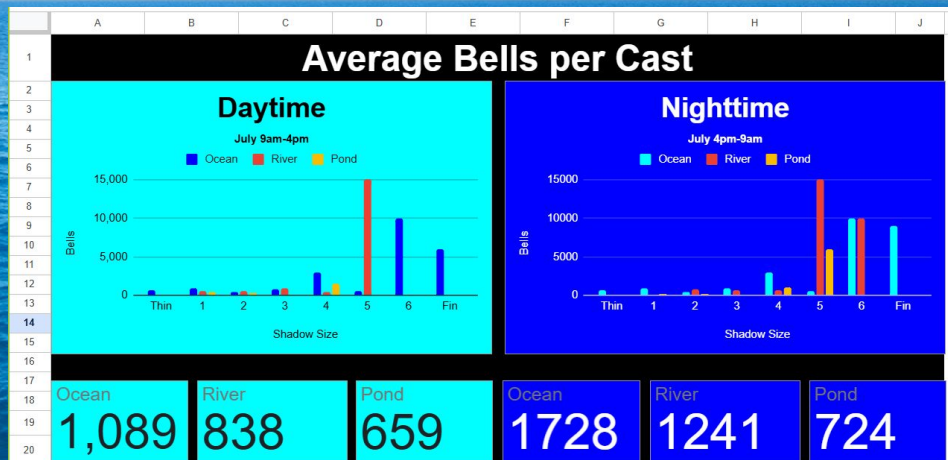 A B C D E F G H I J
1
Average Bells per Cast
2
3
4
5
6
7
8
9
10
11
12
13
14
15
16
17
18
19
20
Daytime
July 9am-4pm
Ocean River Pond
15,000
10,000
5,000
0
Bells
Thin 1 2 3 4 5 6 Fin
Shadow Size
Nighttime
July 4pm-9am
Ocean River Pond
15000
10000
5000
0
Bells
Thin 1 2 3 4 5 6 Fin
Shadow Size
Ocean River Pond Ocean River Pond
1,089 838 659 1728 1241 724